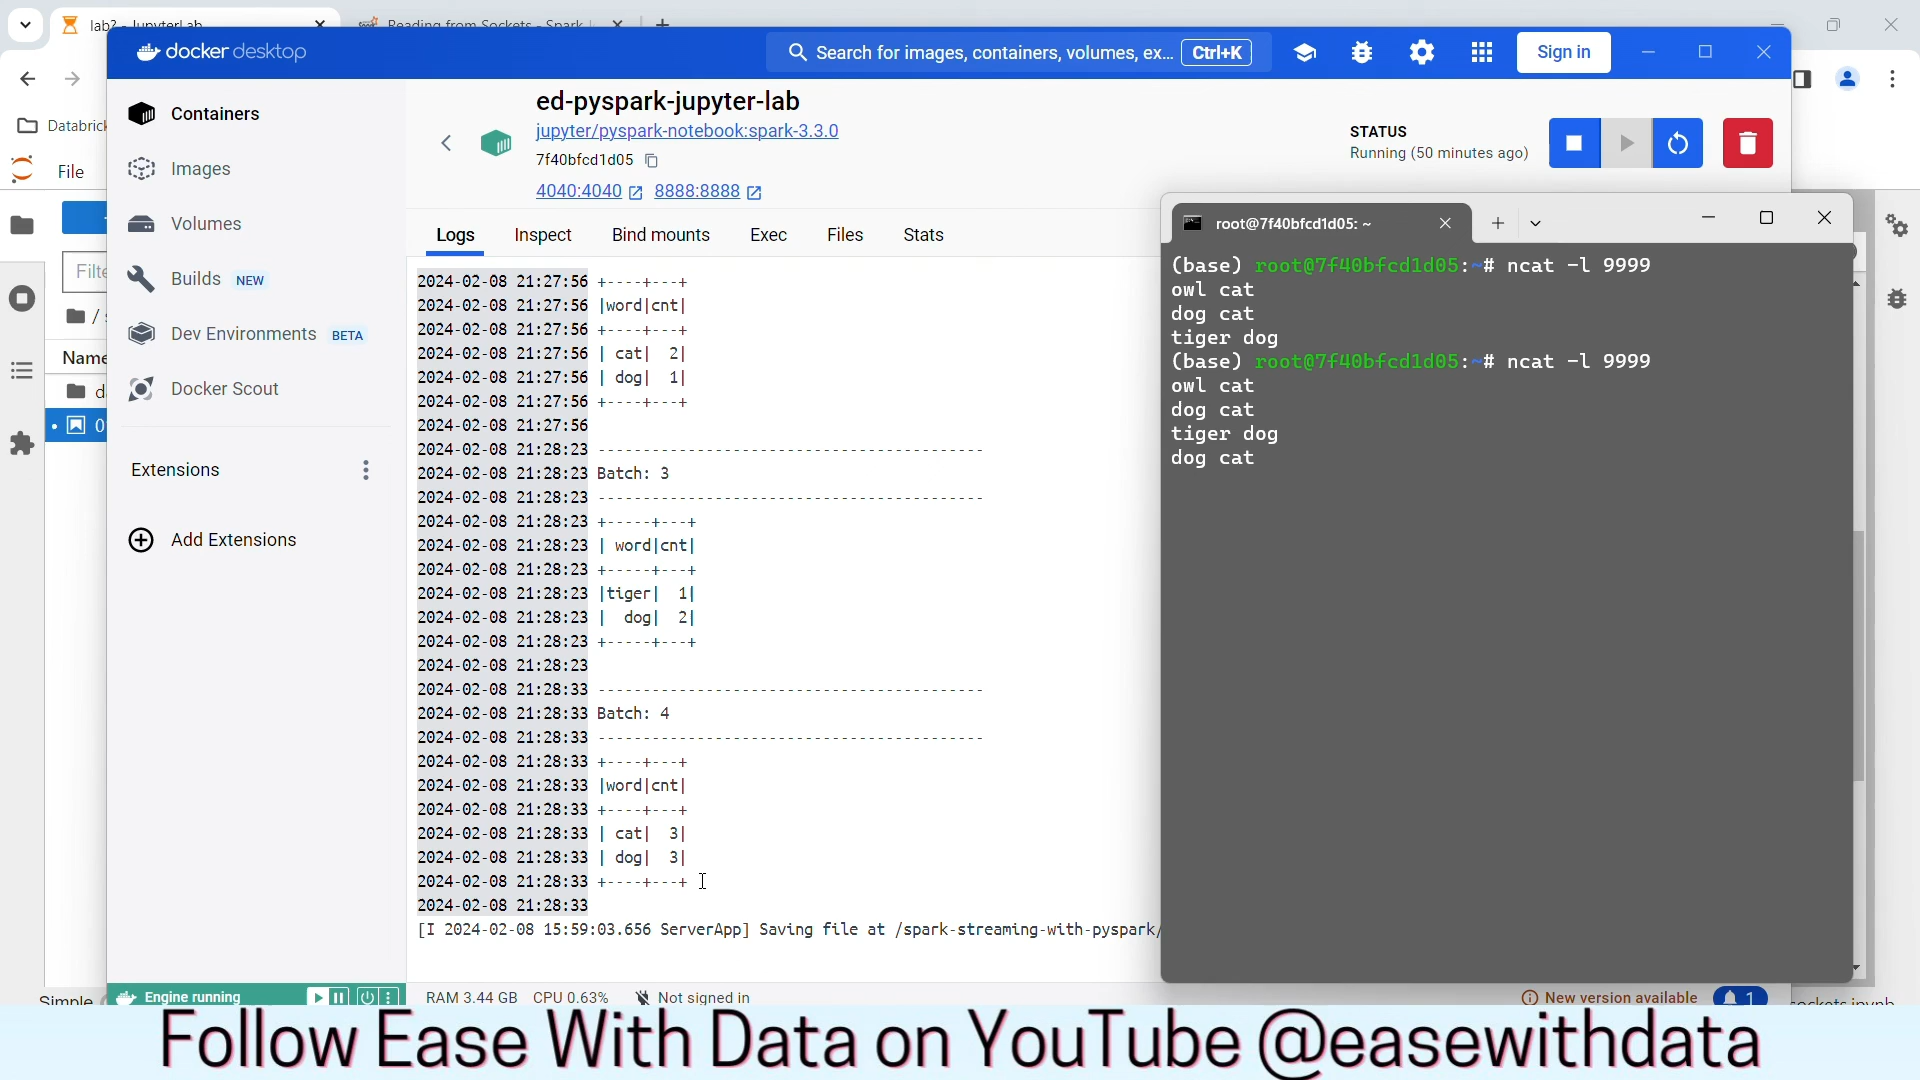 lab2 - JupyterLab
Reading from Sockets - Spark
docker desktop
Search for images, containers, volumes, ex...
Ctrl+K
Sign in
Databrick
File
Containers
Images
Volumes
Builds NEW
Dev Environments BETA
Docker Scout
Extensions
Add Extensions
Filte
Name
ed-pyspark-jupyter-lab
jupyter/pyspark-notebook:spark-3.3.0
7f40bfcd1d05
4040:4040 8888:8888
STATUS
Running (50 minutes ago)
Logs Inspect Bind mounts Exec Files Stats
2024-02-08 21:27:56 +----+---+
2024-02-08 21:27:56 |word|cnt|
2024-02-08 21:27:56 +----+---+
2024-02-08 21:27:56 | cat|  2|
2024-02-08 21:27:56 | dog|  1|
2024-02-08 21:27:56 +----+---+
2024-02-08 21:27:56
2024-02-08 21:28:23 -------------------------------------------
2024-02-08 21:28:23 Batch: 3
2024-02-08 21:28:23 -------------------------------------------
2024-02-08 21:28:23 +-----+---+
2024-02-08 21:28:23 | word|cnt|
2024-02-08 21:28:23 +-----+---+
2024-02-08 21:28:23 |tiger|  1|
2024-02-08 21:28:23 |  dog|  2|
2024-02-08 21:28:23 +-----+---+
2024-02-08 21:28:23
2024-02-08 21:28:33 -------------------------------------------
2024-02-08 21:28:33 Batch: 4
2024-02-08 21:28:33 -------------------------------------------
2024-02-08 21:28:33 +----+---+
2024-02-08 21:28:33 |word|cnt|
2024-02-08 21:28:33 +----+---+
2024-02-08 21:28:33 | cat|  3|
2024-02-08 21:28:33 | dog|  3|
2024-02-08 21:28:33 +----+---+
2024-02-08 21:28:33
[I 2024-02-08 15:59:03.656 ServerApp] Saving file at /spark-streaming-with-pyspark/
root@7f40bfcd1d05: ~
(base) root@7f40bfcd1d05:~# ncat -l 9999
owl cat
dog cat
tiger dog
(base) root@7f40bfcd1d05:~# ncat -l 9999
owl cat
dog cat
tiger dog
dog cat
Simple
Engine running
RAM 3.44 GB CPU 0.63% Not signed in
New version available
1
Follow Ease With Data on YouTube @easewithdata